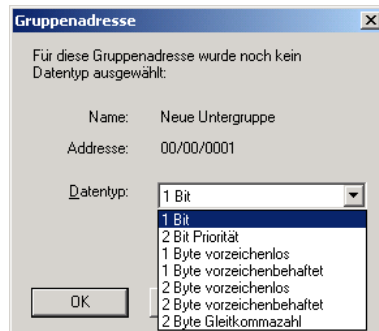 Gruppenadresse
Für diese Gruppenadresse wurde noch kein
Datentyp ausgewählt:
Name: Neue Untergruppe
Addresse: 00/00/0001
Datentyp: 1 Bit
1 Bit
2 Bit Priorität
1 Byte vorzeichenlos
1 Byte vorzeichenbehaftet
2 Byte vorzeichenlos
2 Byte vorzeichenbehaftet
2 Byte Gleitkommazahl
OK